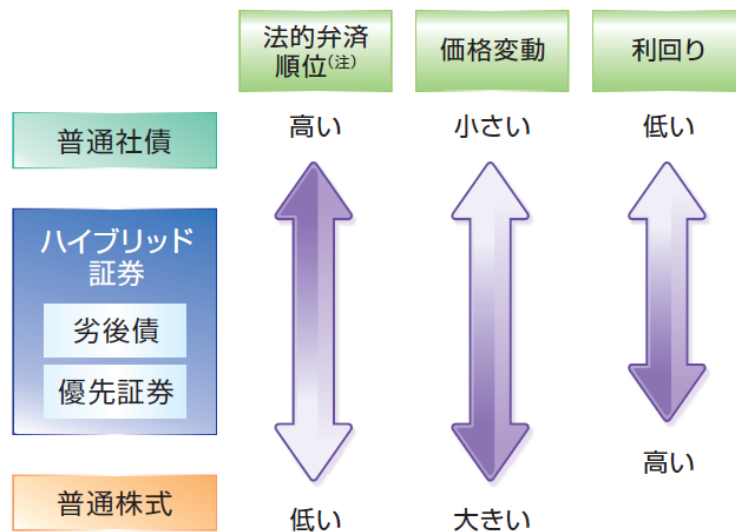 法的弁済
順位(注)
価格変動
利回り
普通社債
高い
小さい
低い
ハイブリッド
証券
劣後債
優先証券
高い
普通株式
低い
大きい